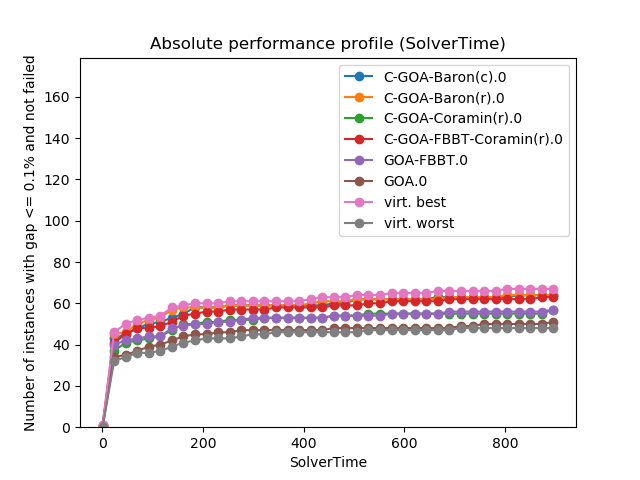 Absolute performance profile (SolverTime)
Number of instances with gap <= 0.1% and not failed
160
140
120
100
80
60
40
20
0
C-GOA-Baron(c).0
C-GOA-Baron(r).0
C-GOA-Coramin(r).0
C-GOA-FBBT-Coramin(r).0
GOA-FBBT.0
GOA.0
virt. best
virt. worst
0 200 400 600 800
SolverTime